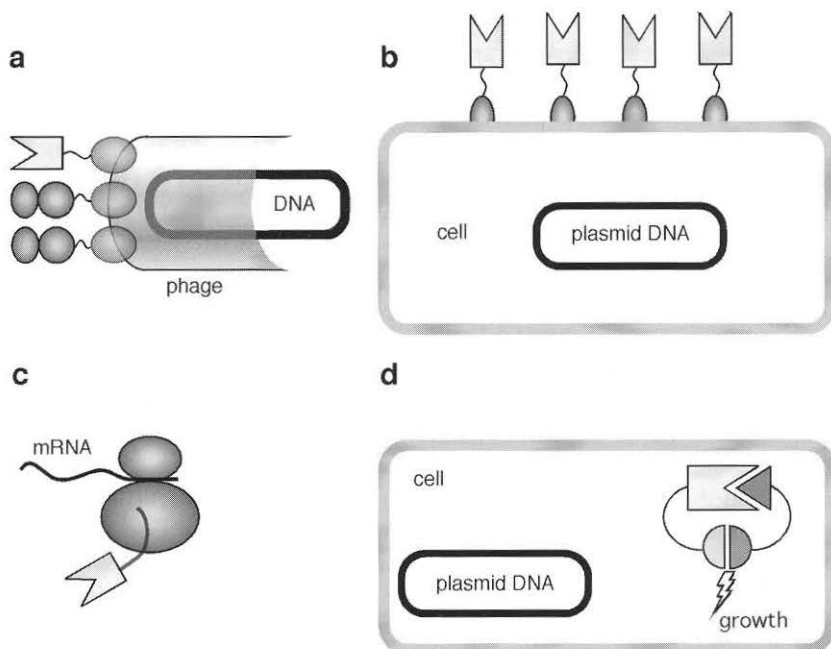 a
DNA
phage
b
cell
plasmid DNA
c
mRNA
d
cell
plasmid DNA
growth